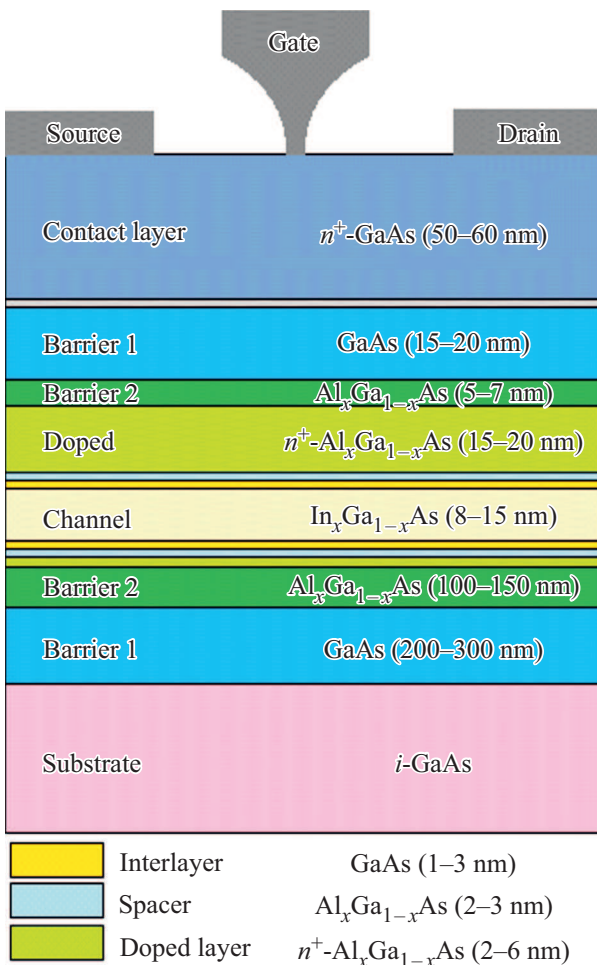 Gate
Source Drain
Contact layer n⁺-GaAs (50–60 nm)
Barrier 1 GaAs (15–20 nm)
Barrier 2 AlₓGa₁₋ₓAs (5–7 nm)
Doped n⁺-AlₓGa₁₋ₓAs (15–20 nm)
Channel InₓGa₁₋ₓAs (8–15 nm)
Barrier 2 AlₓGa₁₋ₓAs (100–150 nm)
Barrier 1 GaAs (200–300 nm)
Substrate i-GaAs
Interlayer GaAs (1–3 nm)
Spacer AlₓGa₁₋ₓAs (2–3 nm)
Doped layer n⁺-AlₓGa₁₋ₓAs (2–6 nm)